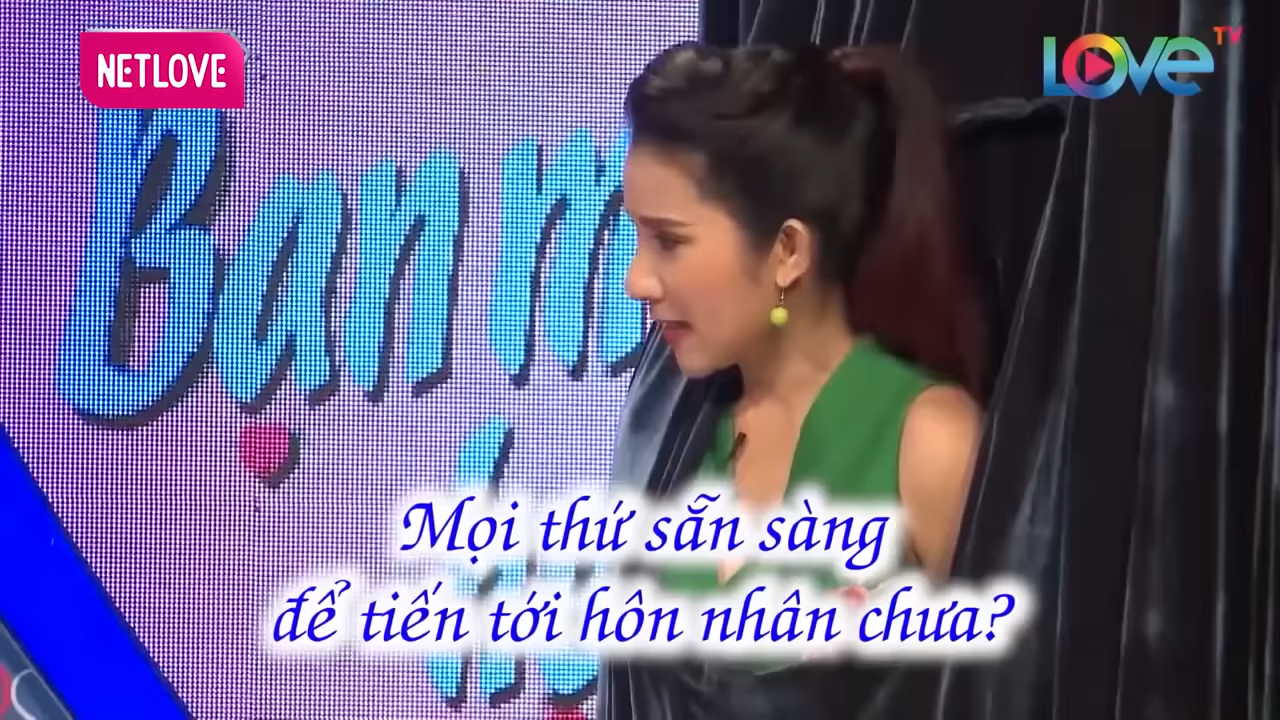 NETLOVE
LOVE TV
Bạn m
Mọi thứ sẵn sàng
để tiến tới hôn nhân chưa?